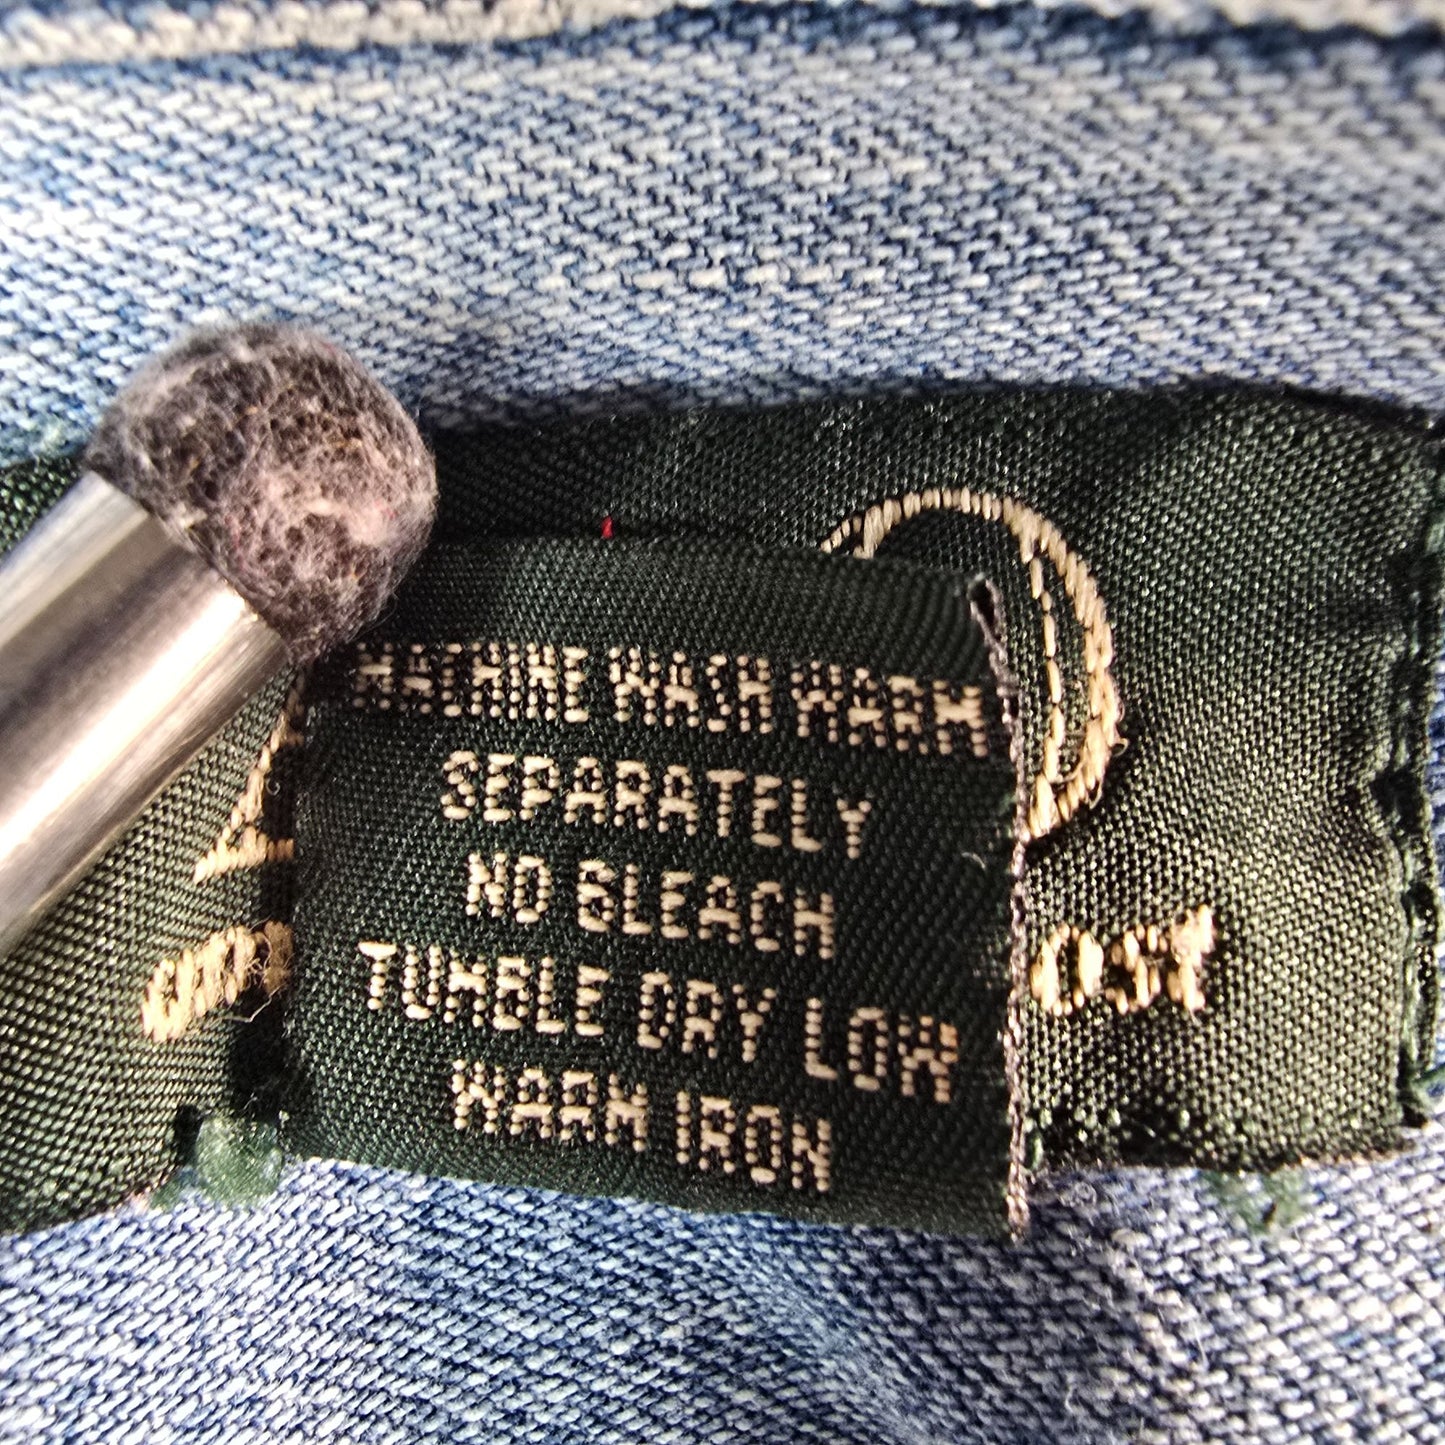 MACHINE WASH WARM
SEPARATELY
NO BLEACH
TUMBLE DRY LOW
WARM IRON